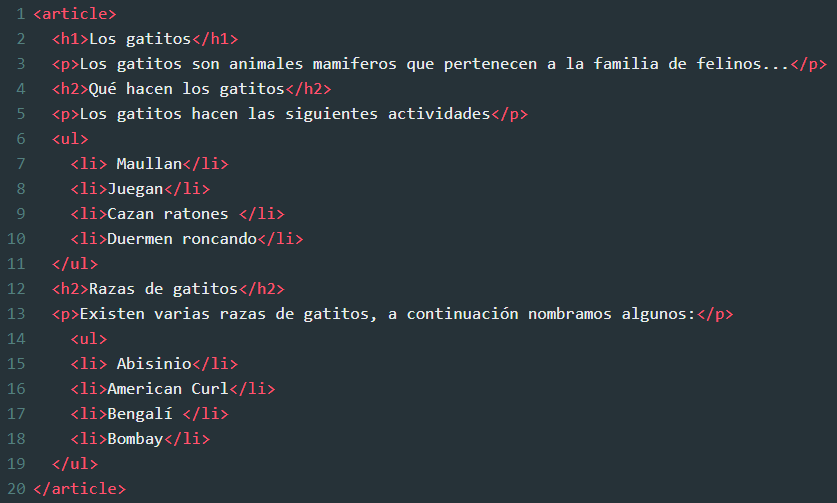 1 <article>
2   <h1>Los gatitos</h1>
3   <p>Los gatitos son animales mamiferos que pertenecen a la familia de felinos...</p>
4   <h2>Qué hacen los gatitos</h2>
5   <p>Los gatitos hacen las siguientes actividades</p>
6   <ul>
7     <li> Maullan</li>
8     <li>Juegan</li>
9     <li>Cazan ratones </li>
10     <li>Duermen roncando</li>
11   </ul>
12   <h2>Razas de gatitos</h2>
13   <p>Existen varias razas de gatitos, a continuación nombramos algunos:</p>
14     <ul>
15     <li> Abisinio</li>
16     <li>American Curl</li>
17     <li>Bengalí </li>
18     <li>Bombay</li>
19   </ul>
20 </article>